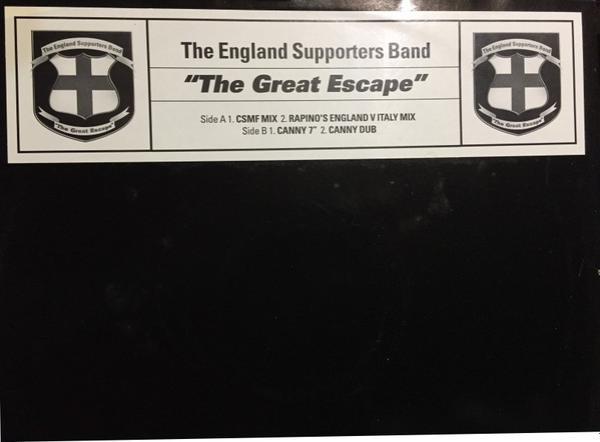 The England Supporters Band
"The Great Escape"
The England Supporters Band
"The Great Escape"
Side A 1. CSMF MIX 2. RAPINO'S ENGLAND V ITALY MIX
Side B 1. CANNY 7" 2. CANNY DUB
The England Supporters Band
"The Great Escape"